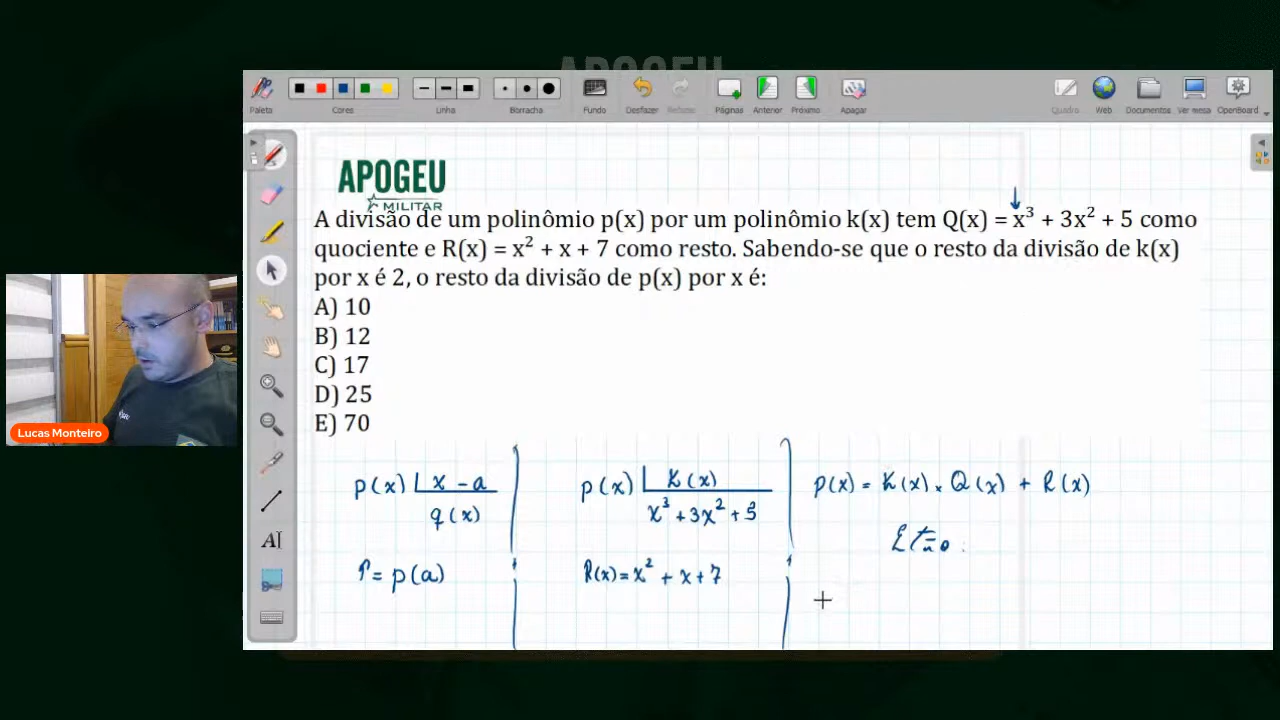 APOGEU
Paleta
Cores
Linha
Borracha
Fundo
Desfazer
Refazer
Páginas
Anterior
Próximo
Apagar
Quadro
Web
Documentos
Ver mesa
OpenBoard
APOGEU
MILITAR
A divisão de um polinômio p(x) por um polinômio k(x) tem Q(x) = x³ + 3x² + 5 como
quociente e R(x) = x² + x + 7 como resto. Sabendo-se que o resto da divisão de k(x)
por x é 2, o resto da divisão de p(x) por x é:
A) 10
B) 12
C) 17
D) 25
E) 70
Lucas Monteiro
p(x) x - a
q(x)
r = p(a)
p(x) K(x)
x³ + 3x² + 5
R(x) = x² + x + 7
p(x) = K(x) . Q(x) + R(x)